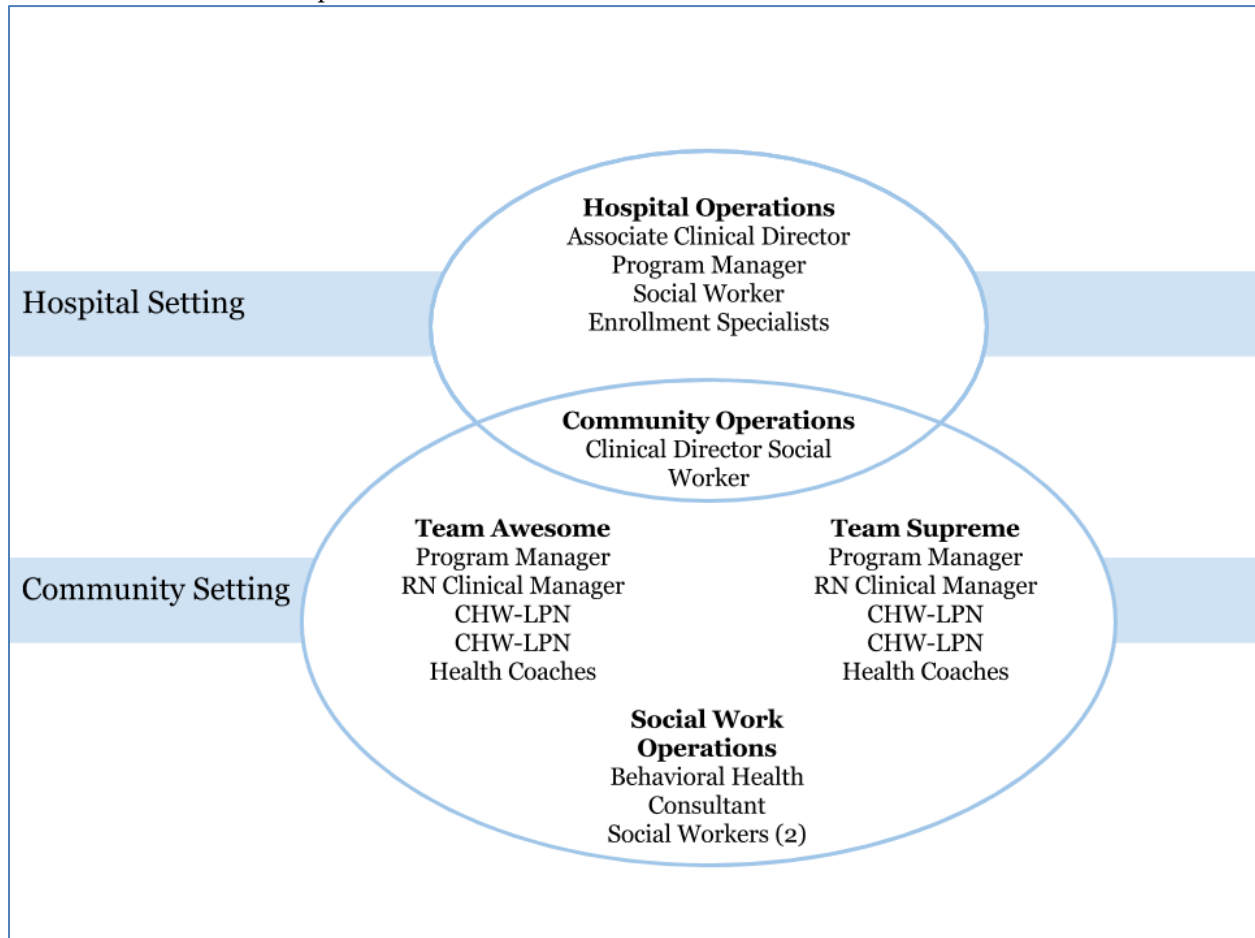 Hospital Operations
Associate Clinical Director
Program Manager
Social Worker
Enrollment Specialists
Hospital Setting
Community Operations
Clinical Director Social
Worker
Team Awesome
Program Manager
RN Clinical Manager
CHW-LPN
CHW-LPN
Health Coaches
Team Supreme
Program Manager
RN Clinical Manager
CHW-LPN
CHW-LPN
Health Coaches
Community Setting
Social Work
Operations
Behavioral Health
Consultant
Social Workers (2)